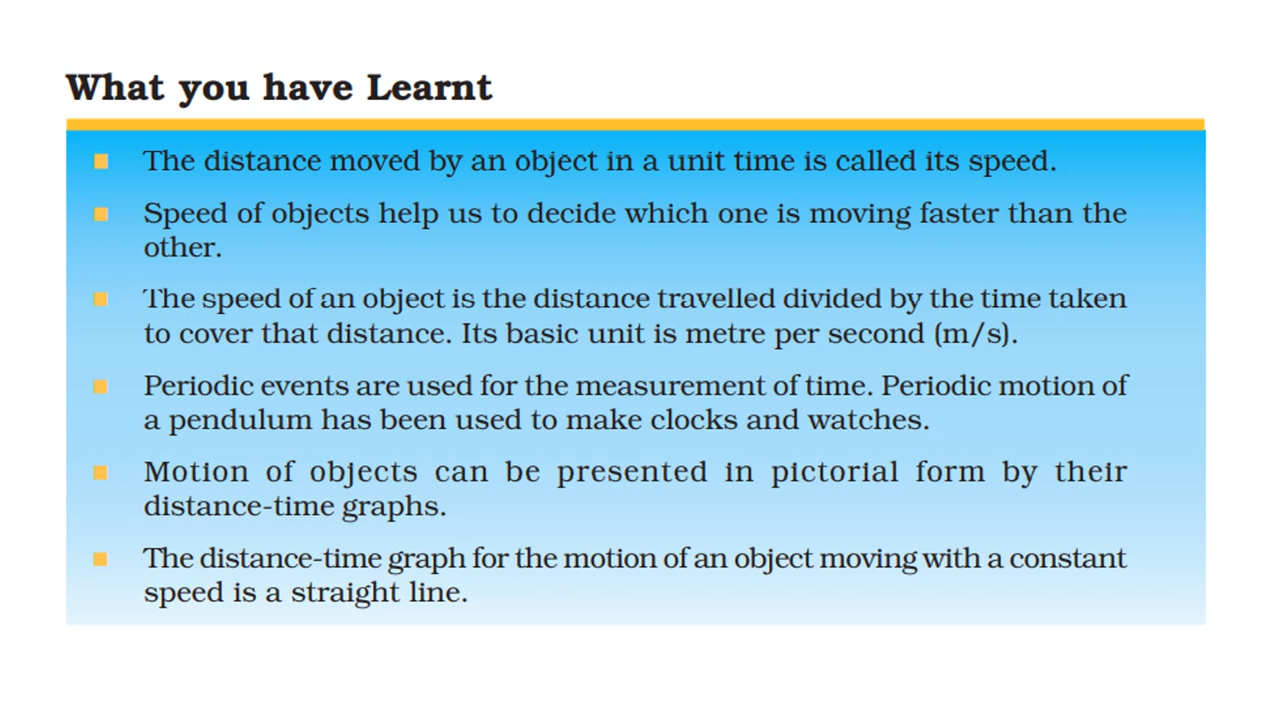 What you have Learnt
The distance moved by an object in a unit time is called its speed.
Speed of objects help us to decide which one is moving faster than the
other.
The speed of an object is the distance travelled divided by the time taken
to cover that distance. Its basic unit is metre per second (m/s).
Periodic events are used for the measurement of time. Periodic motion of
a pendulum has been used to make clocks and watches.
Motion of objects can be presented in pictorial form by their
distance-time graphs.
The distance-time graph for the motion of an object moving with a constant
speed is a straight line.